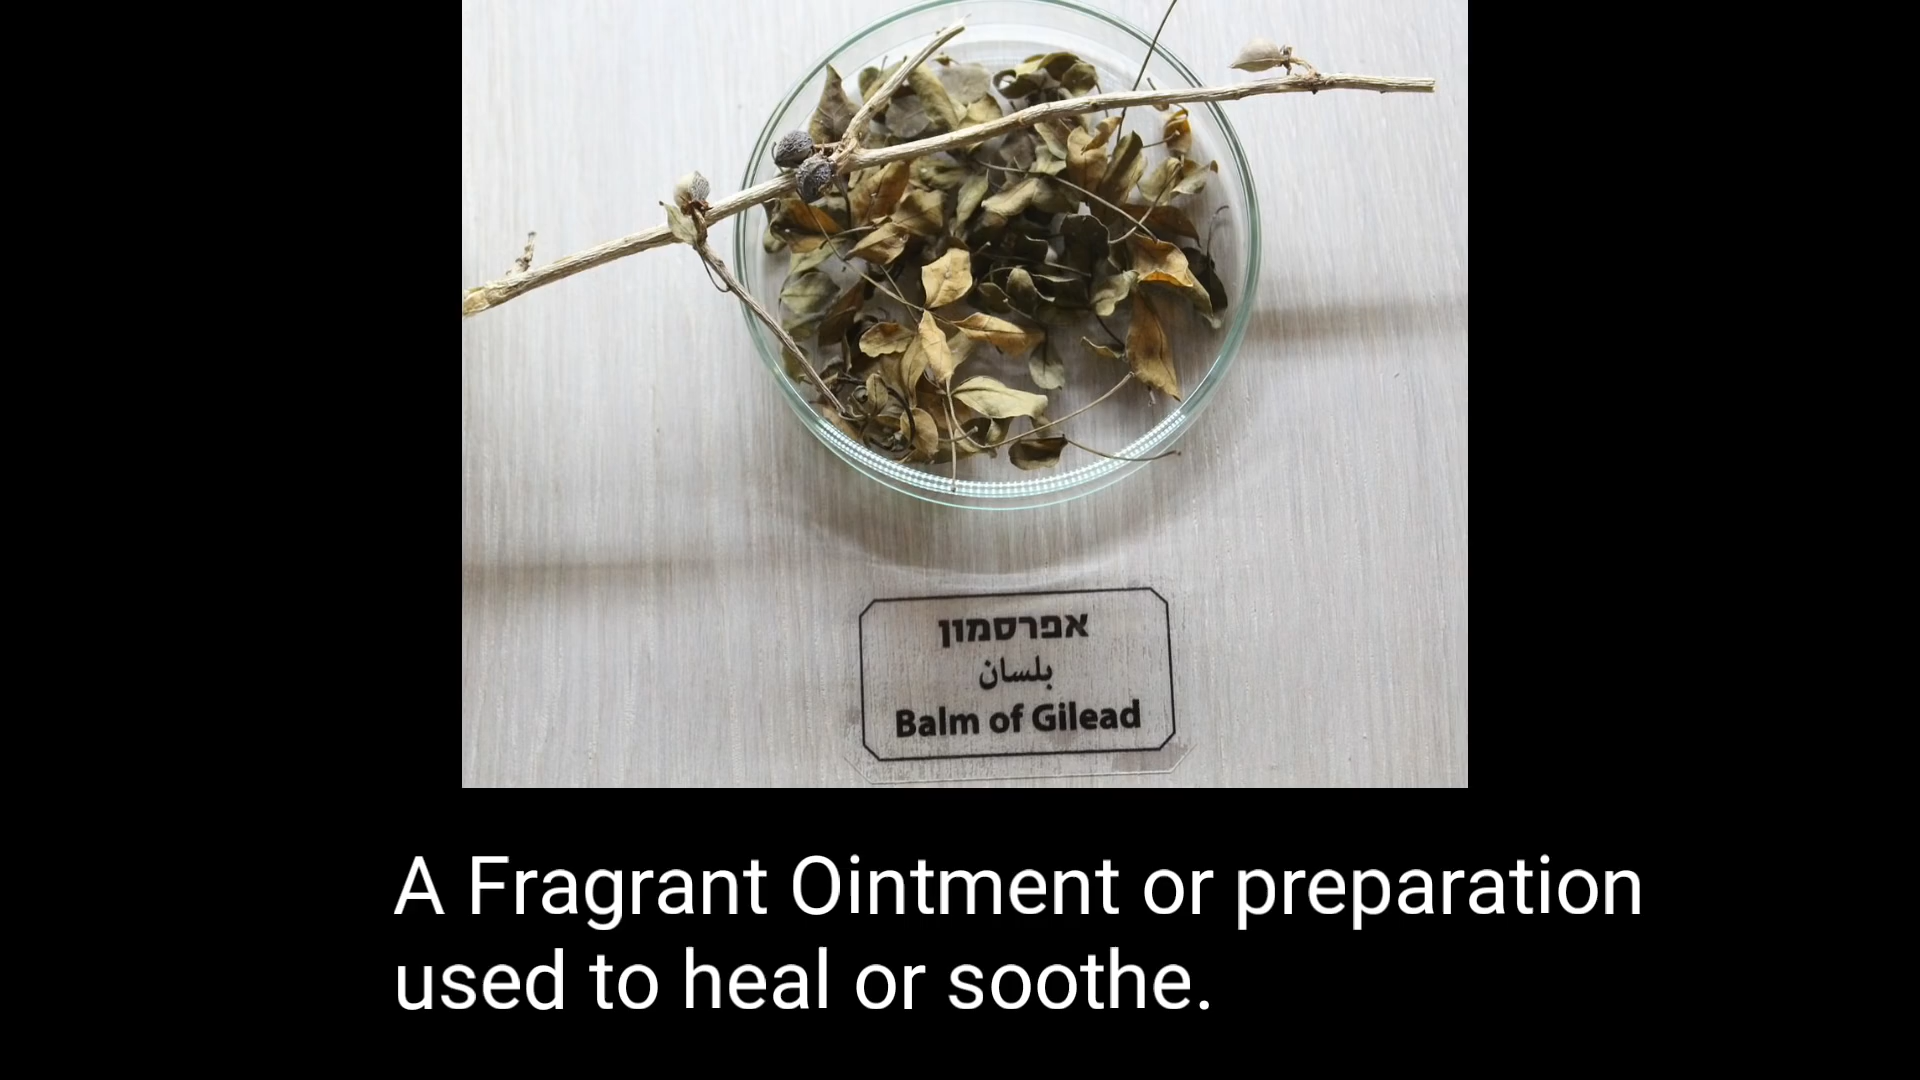 אפרסמון
بلسان
Balm of Gilead
A Fragrant Ointment or preparation
used to heal or soothe.